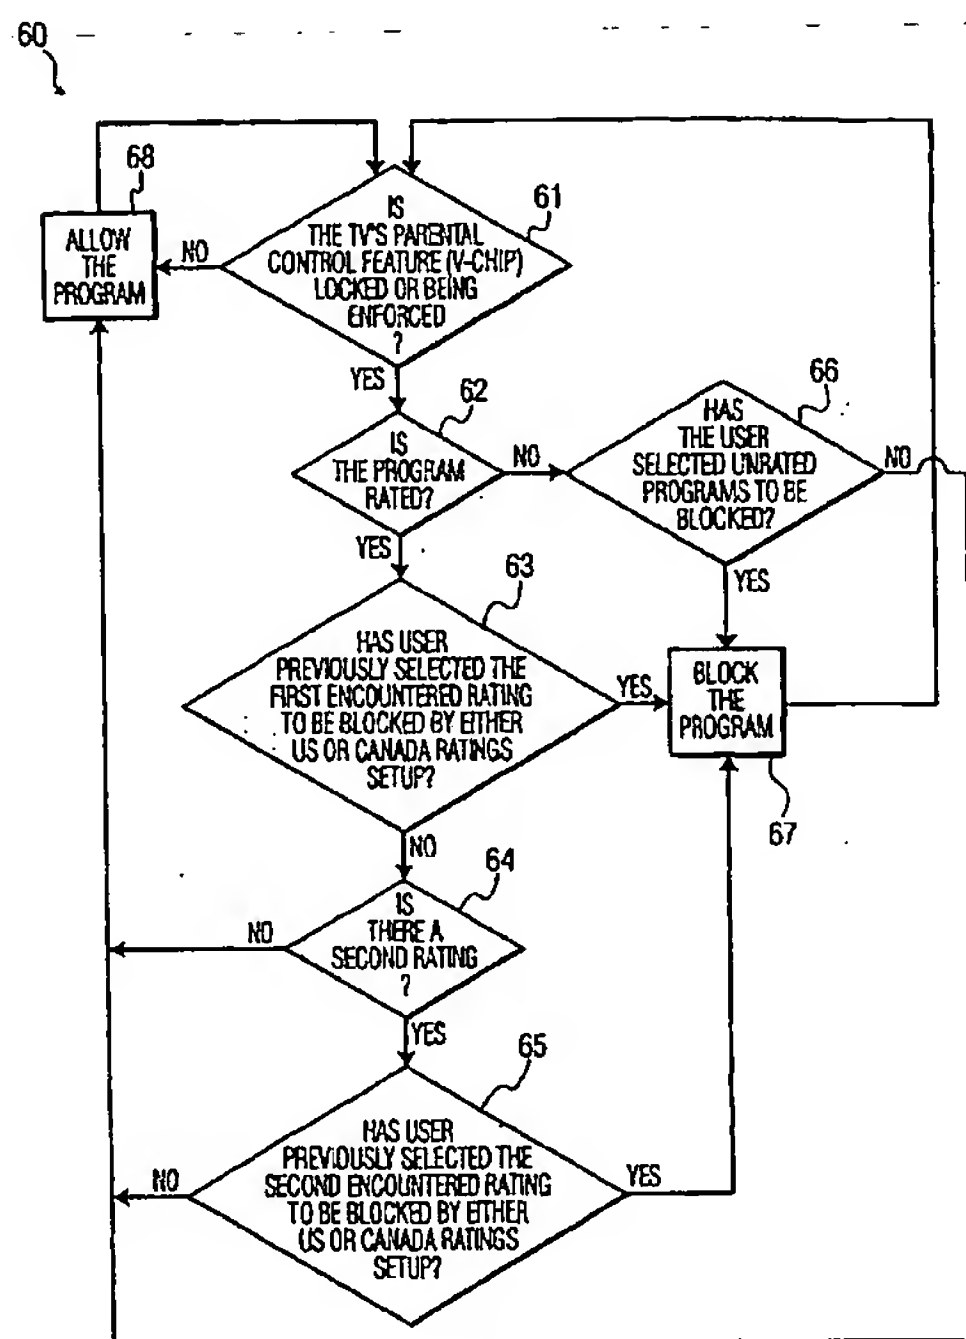 60
68
ALLOW
THE
PROGRAM
NO
61
IS
THE TV'S PARENTAL
CONTROL FEATURE (V-CHIP)
LOCKED OR BEING
ENFORCED
?
YES
62
IS
THE PROGRAM
RATED?
NO
66
HAS
THE USER
SELECTED UNRATED
PROGRAMS TO BE
BLOCKED?
NO
YES
YES
63
HAS USER
PREVIOUSLY SELECTED THE
FIRST ENCOUNTERED RATING
TO BE BLOCKED BY EITHER
US OR CANADA RATINGS
SETUP?
YES
BLOCK
THE
PROGRAM
67
NO
64
IS
THERE A
SECOND RATING
?
NO
YES
65
HAS USER
PREVIOUSLY SELECTED THE
SECOND ENCOUNTERED RATING
TO BE BLOCKED BY EITHER
US OR CANADA RATINGS
SETUP?
NO
YES